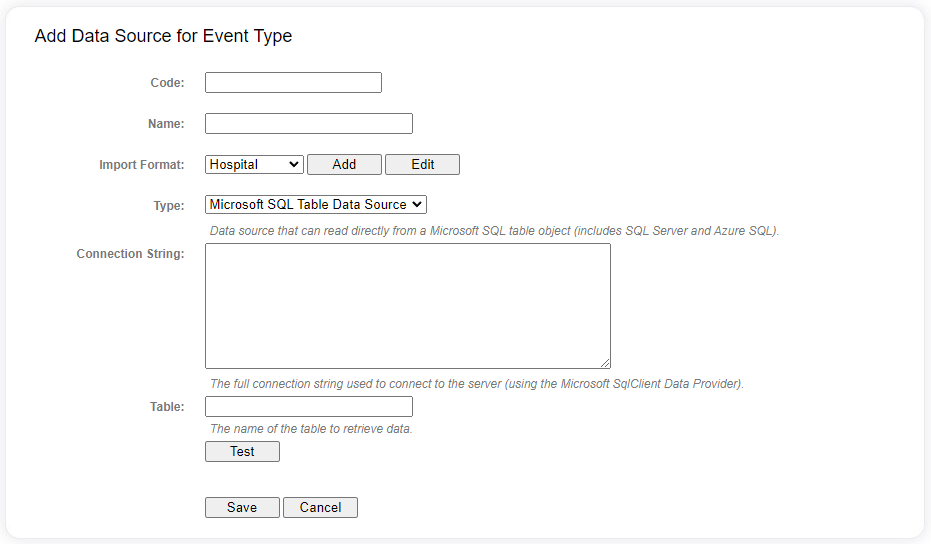 Add Data Source for Event Type
Code:
Name:
Import Format: Hospital Add Edit
Type: Microsoft SQL Table Data Source
Data source that can read directly from a Microsoft SQL table object (includes SQL Server and Azure SQL).
Connection String:
The full connection string used to connect to the server (using the Microsoft SqlClient Data Provider).
Table:
The name of the table to retrieve data.
Test
Save Cancel